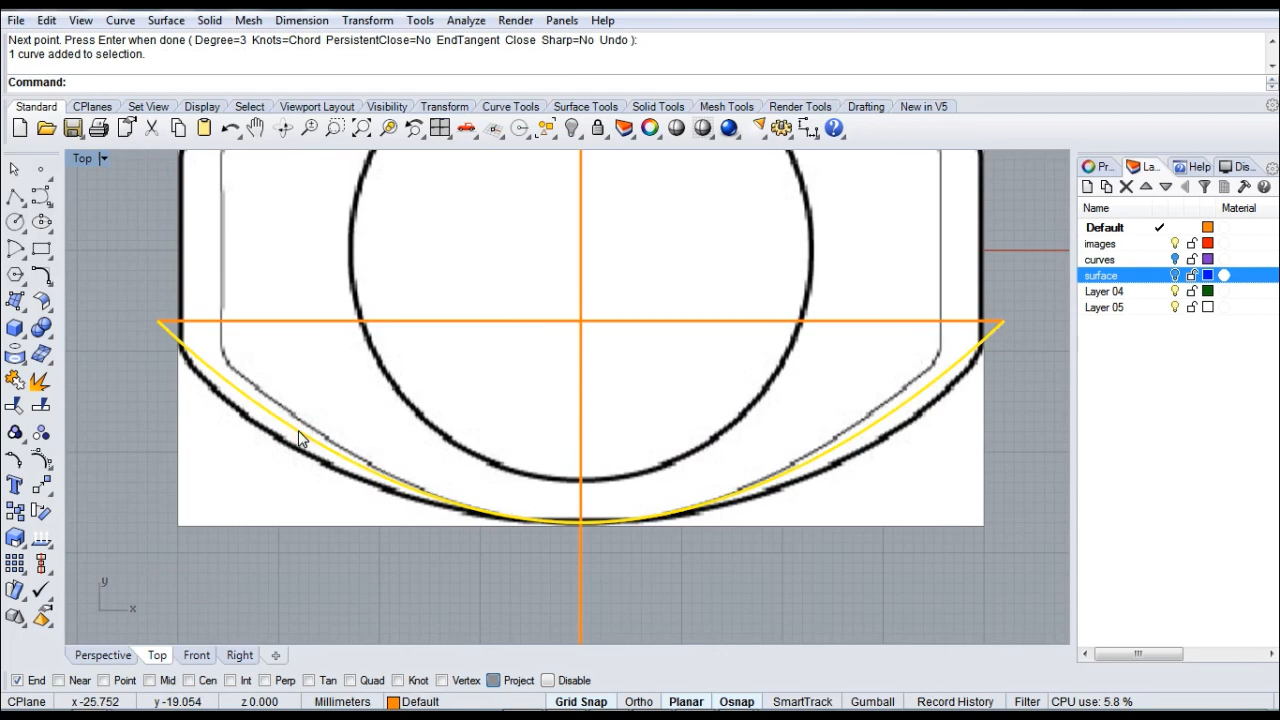 File Edit View Curve Surface Solid Mesh Dimension Transform Tools Analyze Render Panels Help
Next point. Press Enter when done ( Degree=3 Knots=Chord PersistentClose=No EndTangent Close Sharp=No Undo ):
1 curve added to selection.
Command:
Standard CPlanes Set View Display Select Viewport Layout Visibility Transform Curve Tools Surface Tools Solid Tools Mesh Tools Render Tools Drafting New in V5
Top
Pr... La... Help Dis...
Name Material
Default
images
curves
surface
Layer 04
Layer 05
y
x
Perspective Top Front Right
End Near Point Mid Cen Int Perp Tan Quad Knot Vertex Project Disable
CPlane x -25.752 y -19.054 z 0.000 Millimeters Default Grid Snap Ortho Planar Osnap SmartTrack Gumball Record History Filter CPU use: 5.8 %